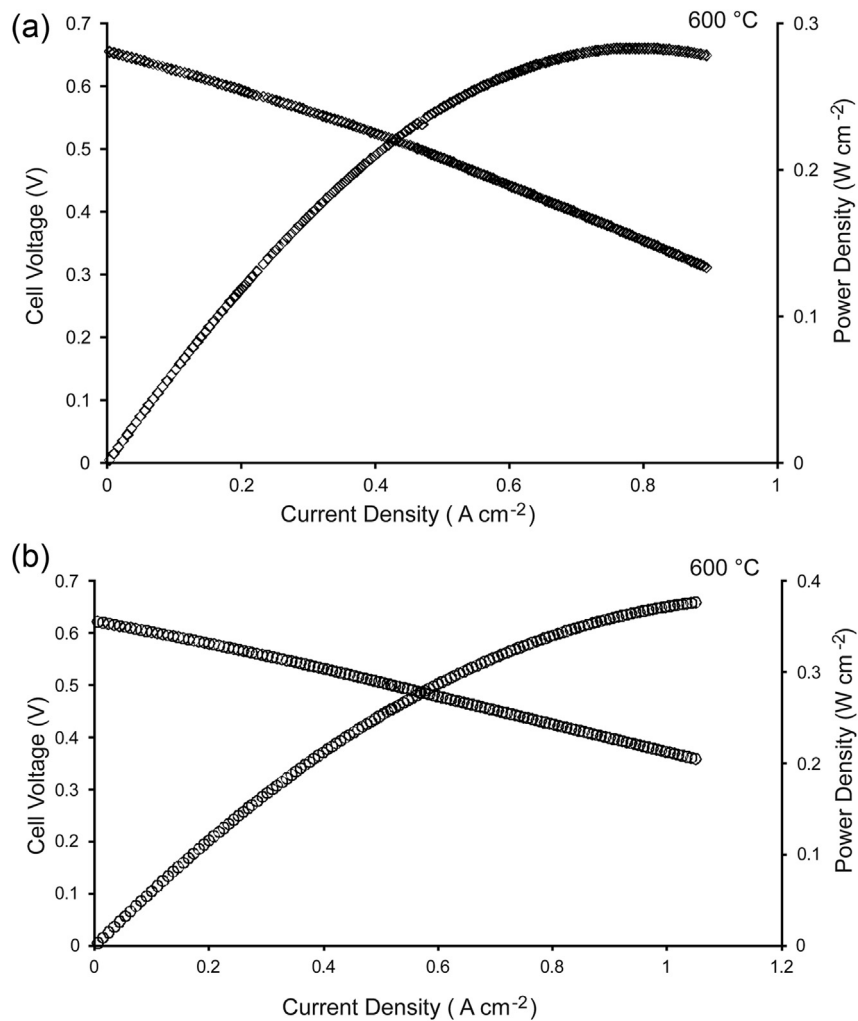 (a)
600 °C
0.7
0.6
0.5
0.4
0.3
0.2
0.1
0
Cell Voltage (V)
0.3
0.2
0.1
0
Power Density (W cm-2)
0 0.2 0.4 0.6 0.8 1
Current Density ( A cm-2)
(b)
600 °C
0.7
0.6
0.5
0.4
0.3
0.2
0.1
0
Cell Voltage (V)
0.4
0.3
0.2
0.1
0
Power Density (W cm-2)
0 0.2 0.4 0.6 0.8 1 1.2
Current Density ( A cm-2)